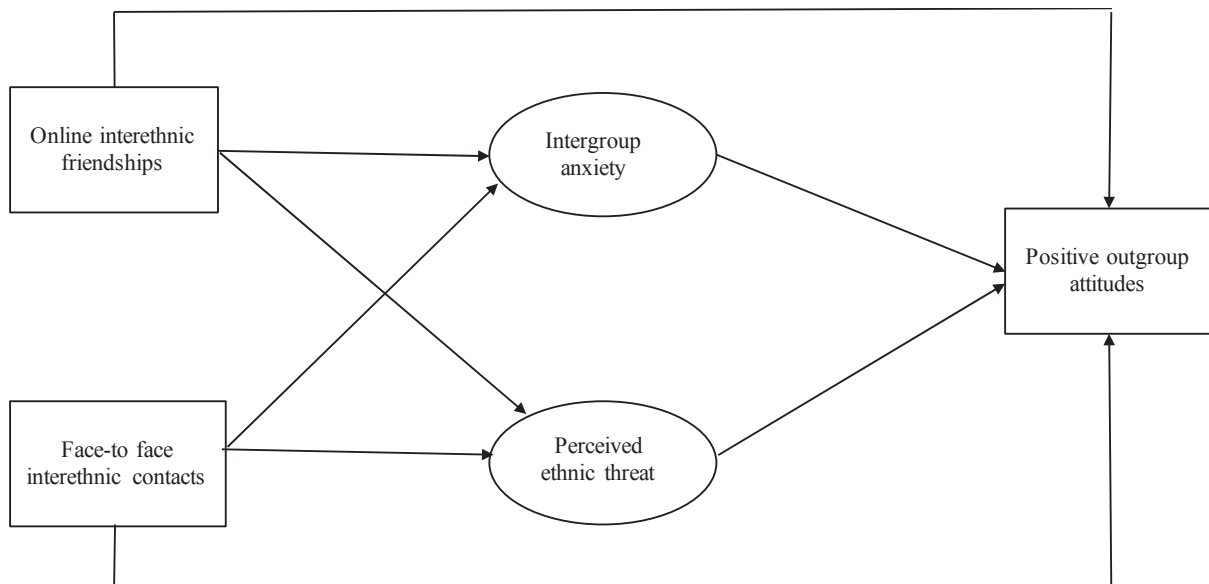 Online interethnic
friendships
Intergroup
anxiety
Positive outgroup
attitudes
Face-to face
interethnic contacts
Perceived
ethnic threat